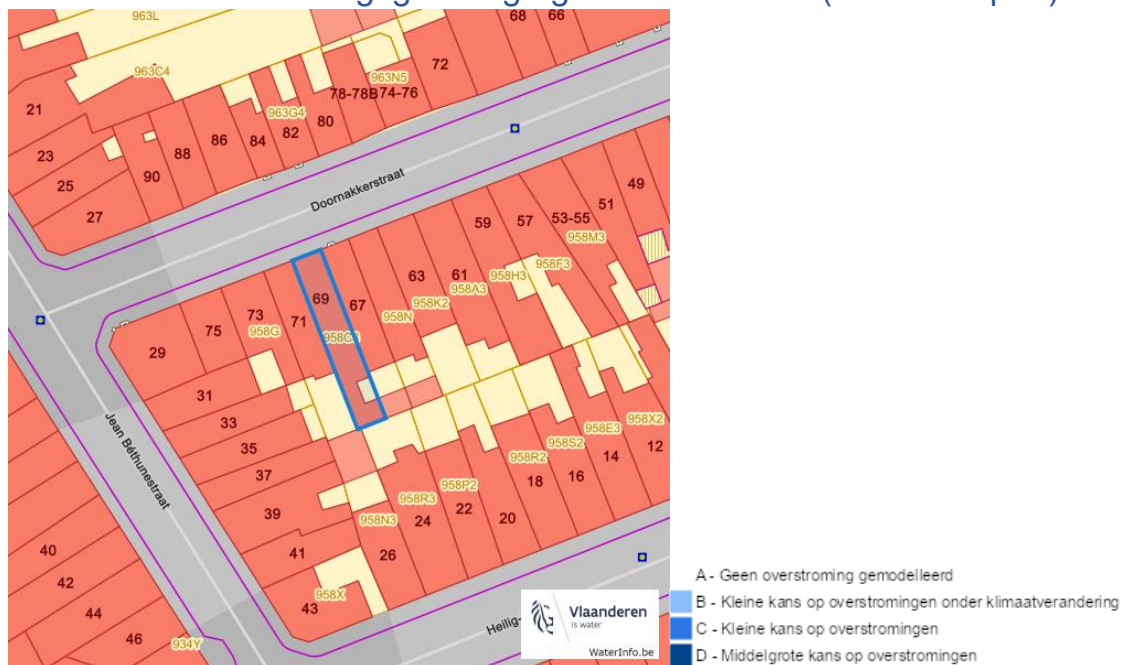 963L
68
66
963C4
963N5
72
78-78B
74-76
21
963G4
80
82
84
86
88
90
23
25
27
Doornakkerstraat
49
51
53-55
958M3
57
59
958F3
958H3
61
958A3
63
958K2
958N
67
69
71
73
958G
75
29
31
33
35
37
39
41
43
958X
Jean Béthunestraat
958X2
12
958E3
14
958S2
16
958R2
18
20
958P2
22
958R3
24
958N3
26
40
42
44
46
934Y
Heilig-
Vlaanderen
is water
WaterInfo.be
A - Geen overstroming gemodelleerd
B - Kleine kans op overstromingen onder klimaatverandering
C - Kleine kans op overstromingen
D - Middelgrote kans op overstromingen